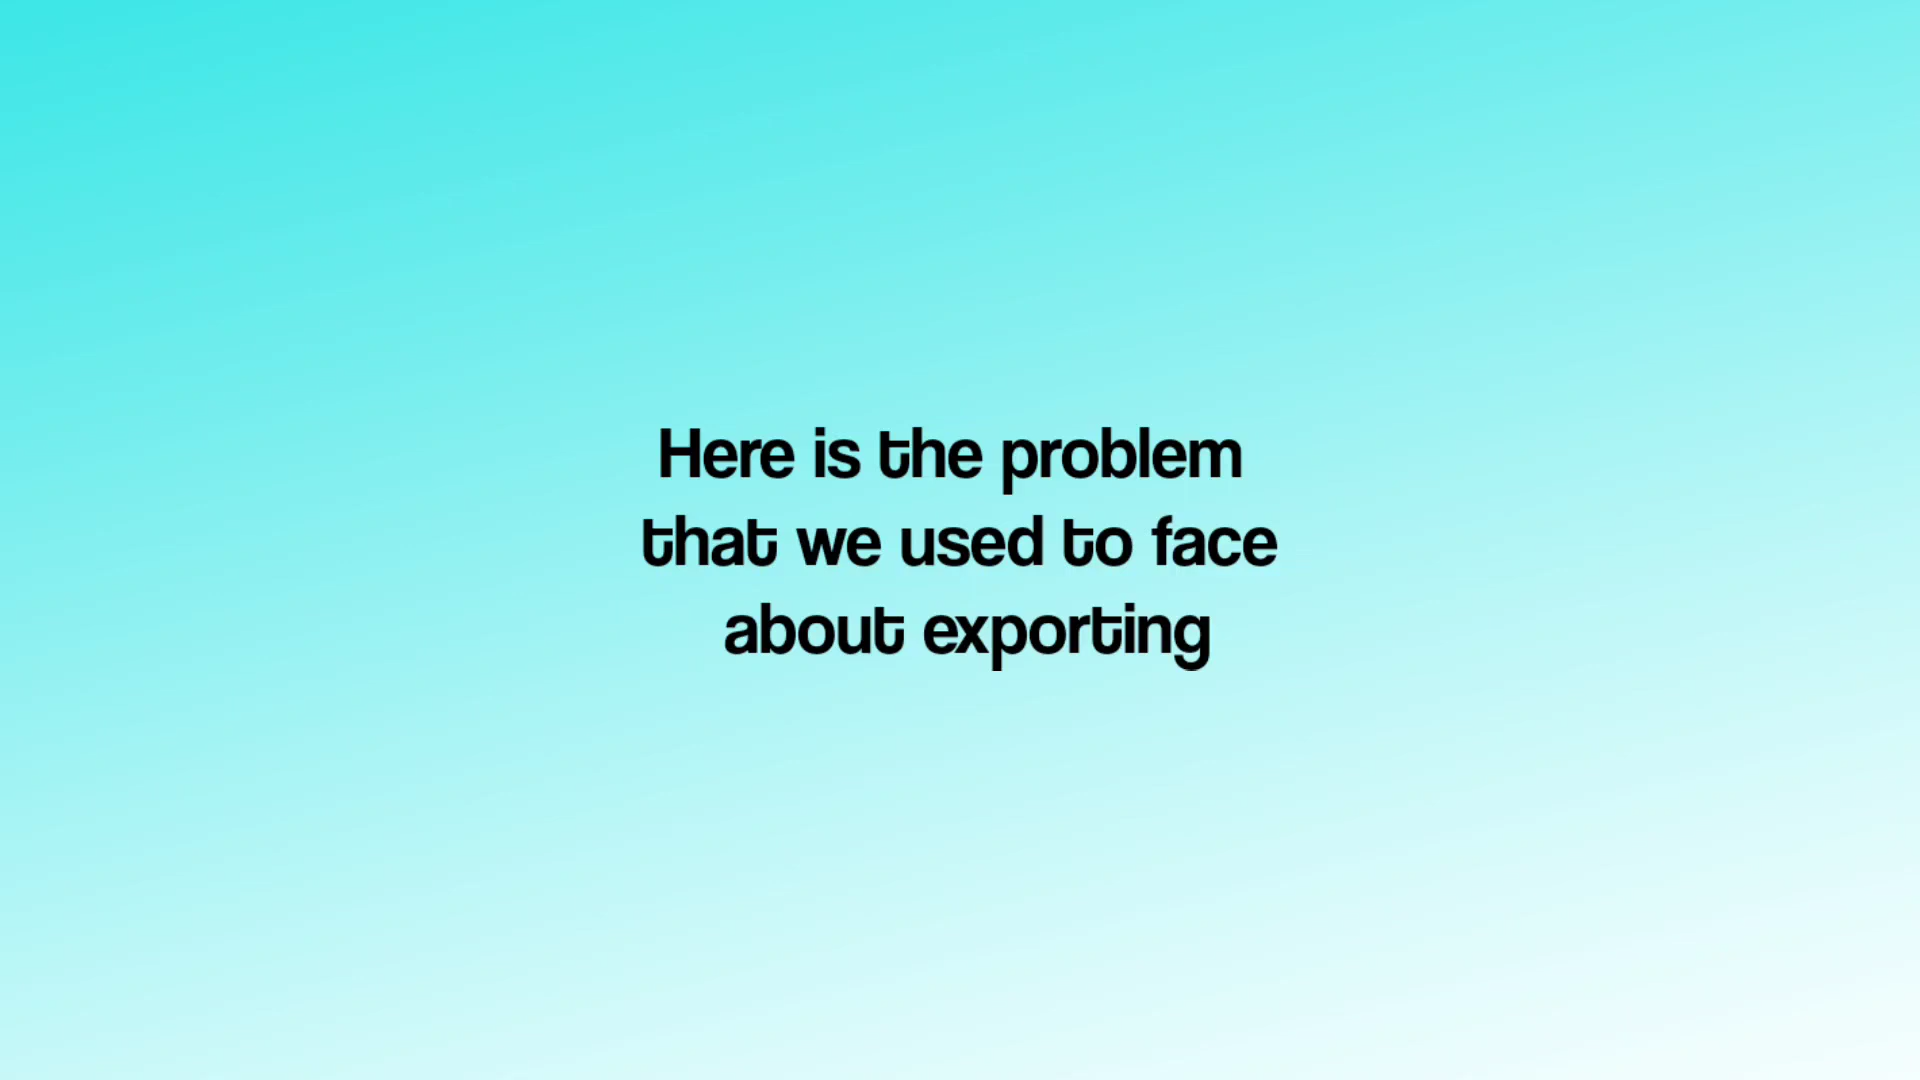 Here is the problem
that we used to face
about exporting